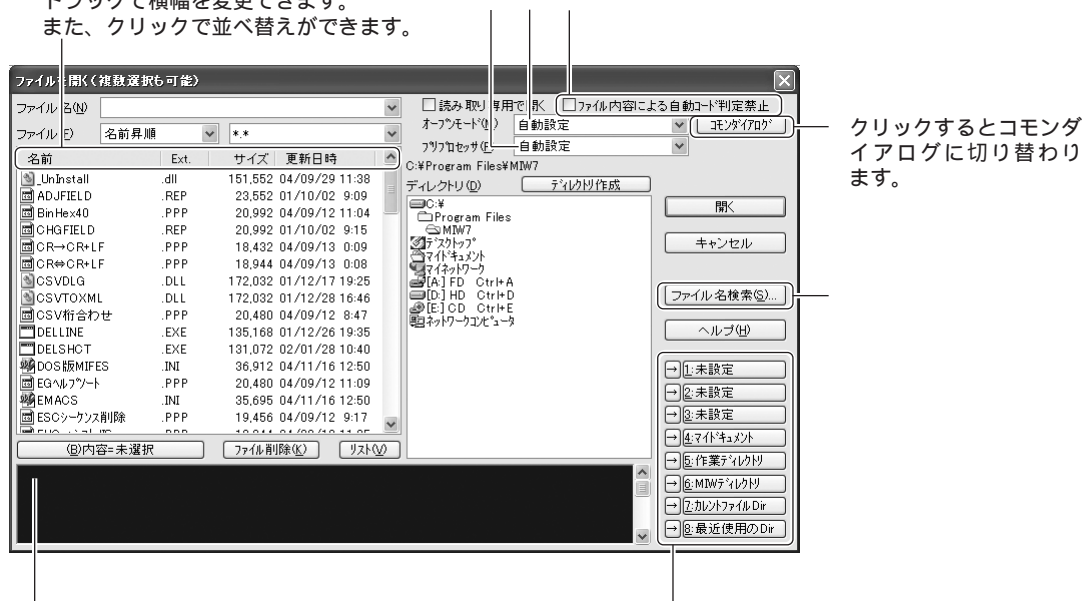 ドラッグで横幅を変更できます。
また、クリックで並べ替えができます。
ファイルを開く(複数選択も可能)
ファイル名(N)
□読み取り専用で開く □ファイル内容による自動コード判定禁止
オープンモード(M) 自動設定 コモンダイアログ
ファイル(F) 名前昇順 *.*
プリプロセッサ(P) 自動設定
クリックするとコモンダ
イアログに切り替わり
ます。
名前 Ext. サイズ 更新日時
_UnInstall .dll 151,552 04/09/29 11:38
ADJFIELD .REP 23,552 01/10/02 9:09
BinHex40 .PPP 20,992 04/09/12 11:04
CHGFIELD .REP 20,992 01/10/02 9:15
CR→CR+LF .PPP 18,432 04/09/13 0:09
CR⇔CR+LF .PPP 18,944 04/09/13 0:08
CSVDLG .DLL 172,032 01/12/17 19:25
CSVTOXML .DLL 172,032 01/12/28 16:46
CSV桁合わせ .PPP 20,480 04/09/12 8:47
DELLINE .EXE 135,168 01/12/26 19:35
DELSHCT .EXE 131,072 02/01/28 10:40
DOS版MIFES .INI 36,912 04/11/16 12:50
EGヘルプソート .PPP 20,480 04/09/12 11:09
EMACS .INI 35,695 04/11/16 12:50
ESCシーケンス削除 .PPP 19,456 04/09/12 9:17
C:¥Program Files¥MIW7
ディレクトリ(D) ディレクトリ作成
C:¥
Program Files
MIW7
デスクトップ
マイドキュメント
マイネットワーク
[A:] FD Ctrl+A
[D:] HD Ctrl+D
[E:] CD Ctrl+E
ネットワークコンピュータ
開く
キャンセル
ファイル名検索(S)...
ヘルプ(H)
→ 1:未設定
→ 2:未設定
→ 3:未設定
→ 4:マイドキュメント
→ 5:作業ディレクトリ
→ 6:MIWディレクトリ
→ 7:カレントファイルDir
→ 8:最近使用のDir
(B)内容=未選択 ファイル削除(K) リスト(V)